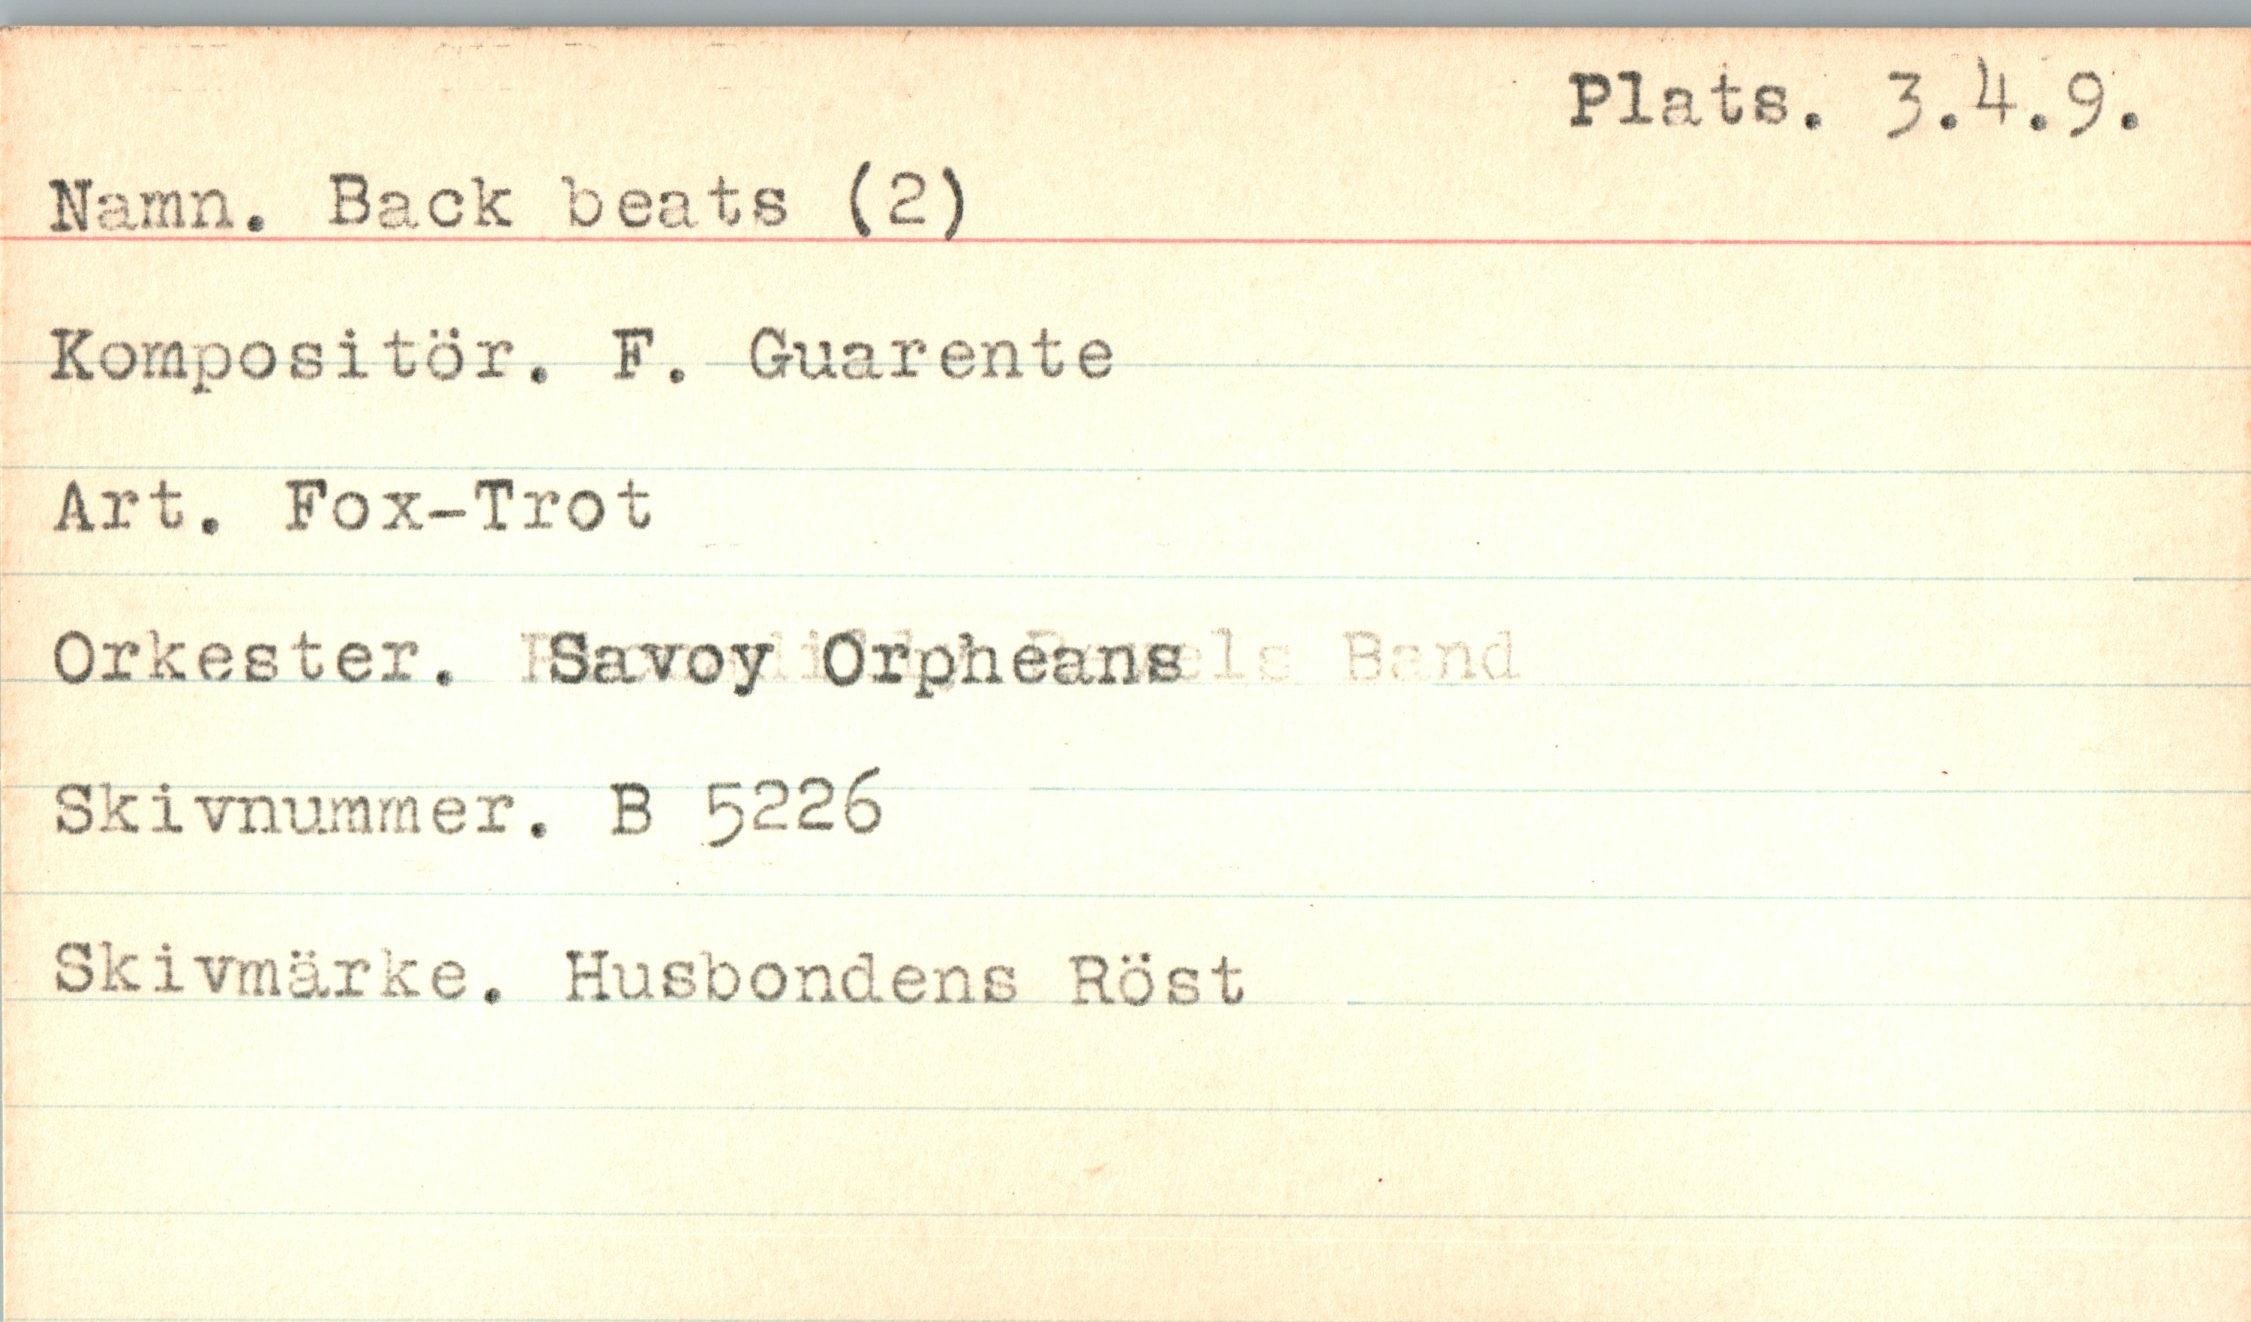 Plats. 3.4.9.
Namn. Back beats (2)
Kompositör. F. Guarente
Art. Fox-Trot
Orkester. Savoy Orpheans Band
Skivnummer. B 5226
Skivmärke. Husbondens Röst